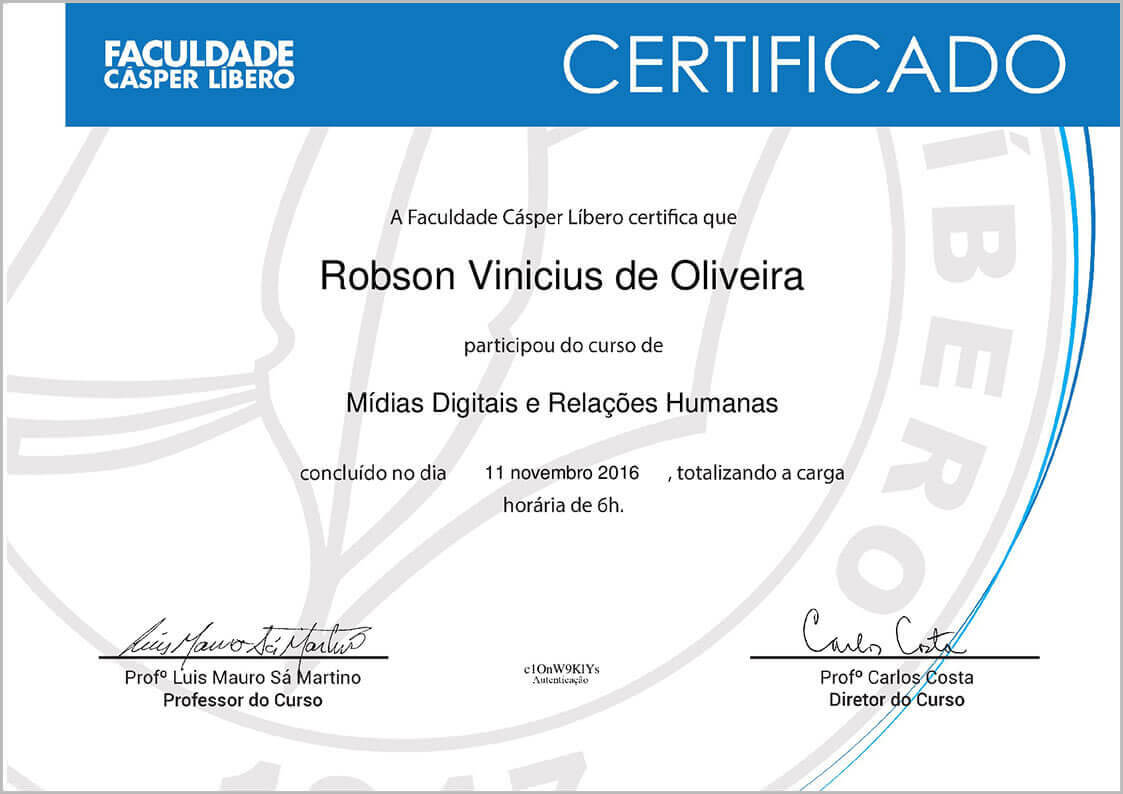 FACULDADE
CÁSPER LÍBERO
CERTIFICADO
A Faculdade Cásper Líbero certifica que
Robson Vinicius de Oliveira
participou do curso de
Mídias Digitais e Relações Humanas
concluído no dia 11 novembro 2016 , totalizando a carga
horária de 6h.
Luis Mauro Sá Martino
Carlos Costa
Profº Luis Mauro Sá Martino
Professor do Curso
Autenticação
Profº Carlos Costa
Diretor do Curso
ÍBERO
1947